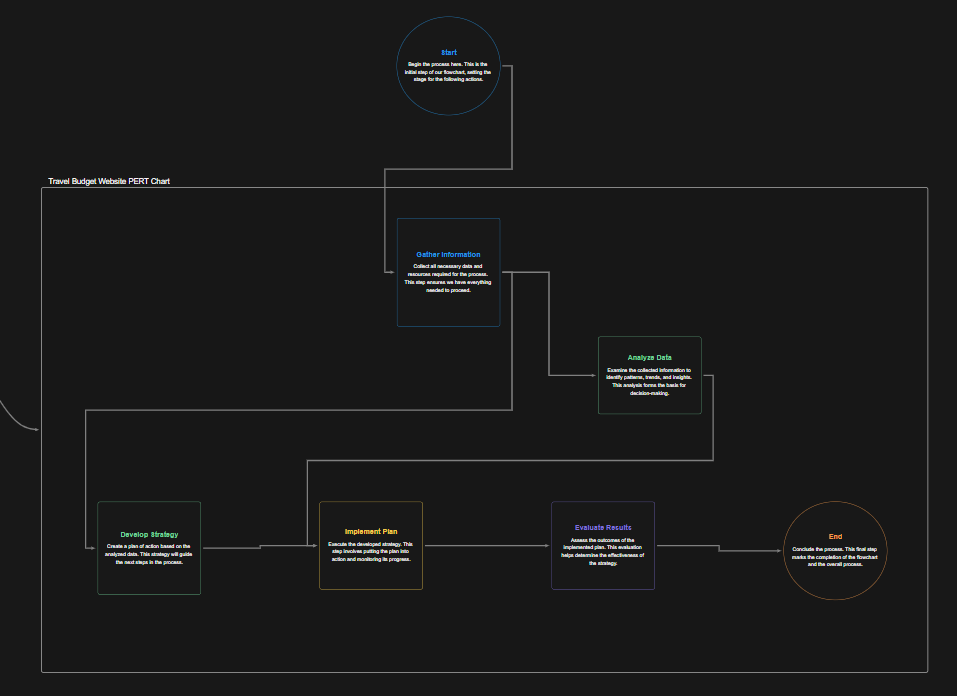 Start
Begin the process here. This is the
initial step of our flowchart, setting the
stage for the following actions.
Travel Budget Website PERT Chart
Gather Information
Collect all necessary data and
resources required for the process.
This step ensures we have everything
needed to proceed.
Analyze Data
Examine the collected information to
identify patterns, trends, and insights.
This analysis forms the basis for
decision-making.
Develop Strategy
Create a plan of action based on the
analyzed data. This strategy will guide
the next steps in the process.
Implement Plan
Execute the developed strategy. This
step involves putting the plan into
action and monitoring its progress.
Evaluate Results
Assess the outcomes of the
implemented plan. This evaluation
helps determine the effectiveness of
the strategy.
End
Conclude the process. This final step
marks the completion of the flowchart
and the overall process.